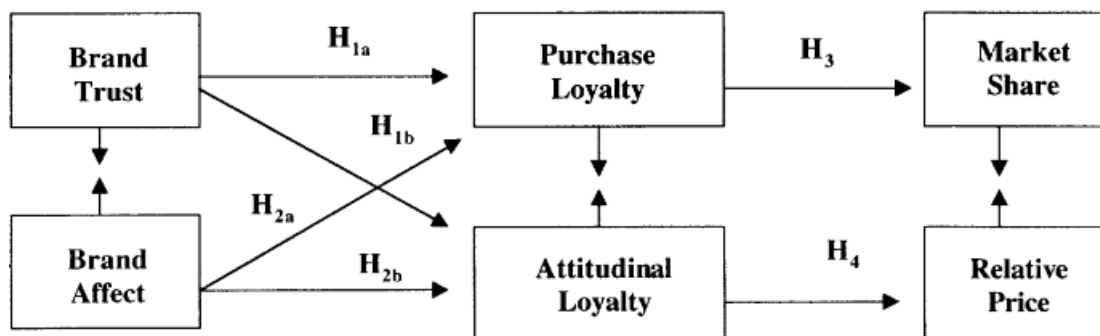 Brand
Trust
H1a
Purchase
Loyalty
H3
Market
Share
H1b
H2a
Brand
Affect
H2b
Attitudinal
Loyalty
H4
Relative
Price